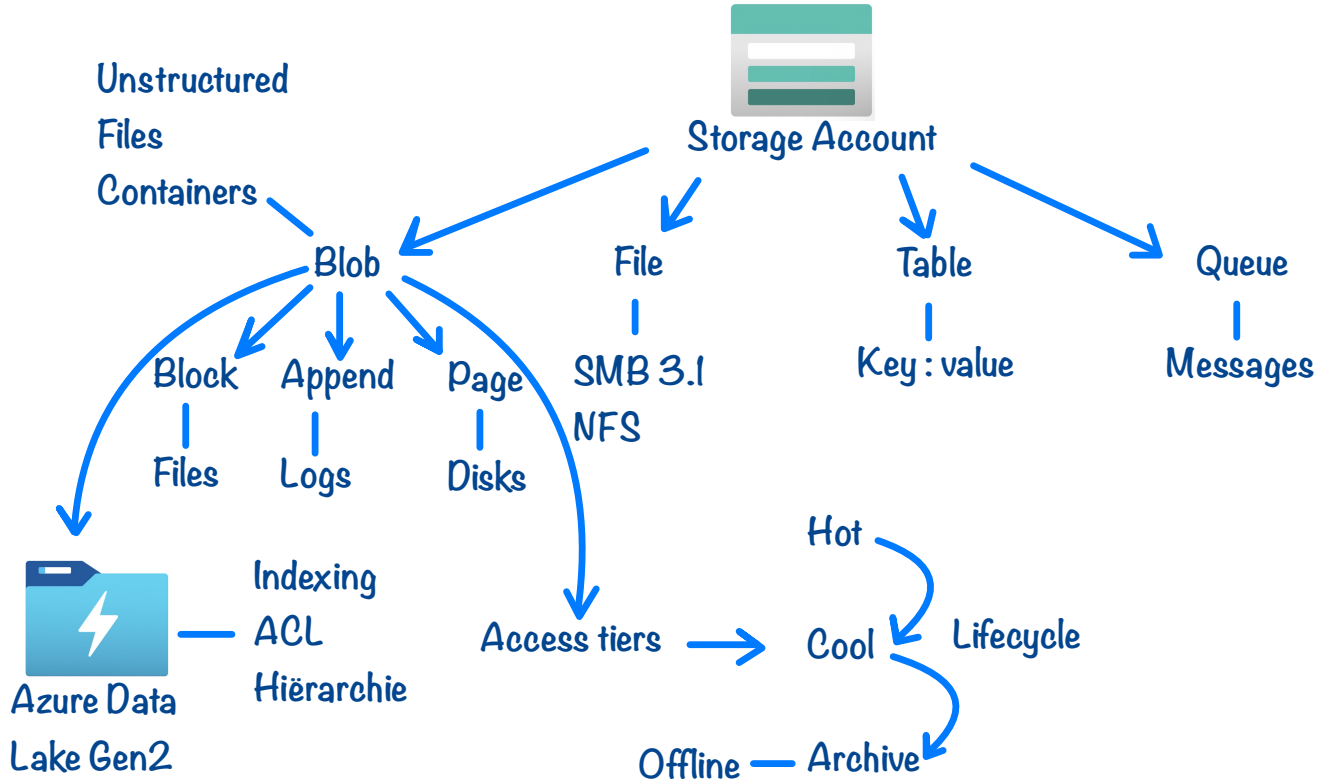 Unstructured
Files
Containers
Storage Account
Blob
File
Table
Queue
Block
Append
Page
SMB 3.1
NFS
Key : value
Messages
Files
Logs
Disks
Azure Data
Lake Gen2
Indexing
ACL
Hiërarchie
Access tiers
Hot
Cool
Lifecycle
Archive
Offline